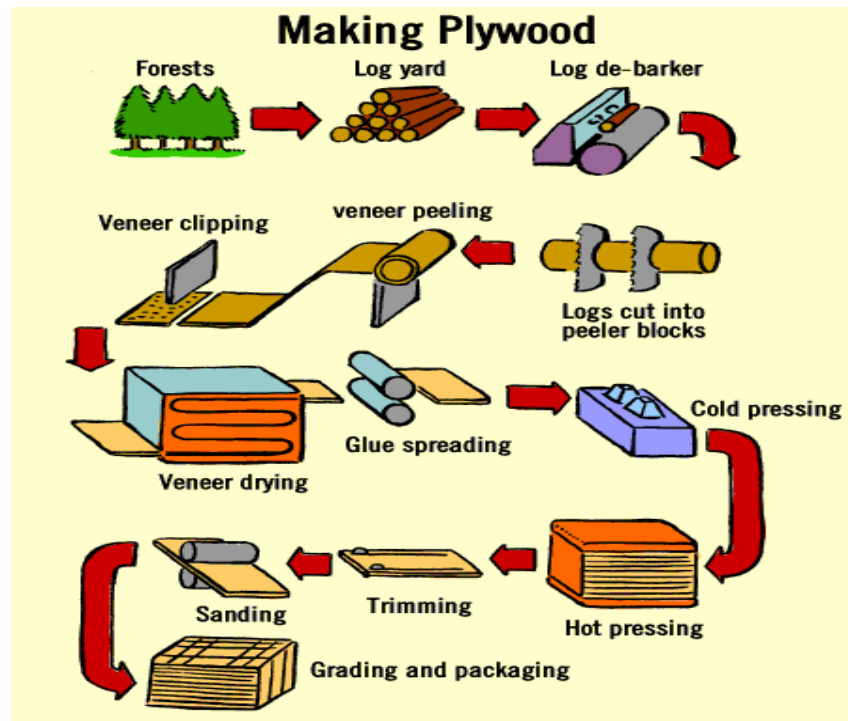 Making Plywood
Forests
Log yard
Log de-barker
Veneer clipping
veneer peeling
Logs cut into
peeler blocks
Veneer drying
Glue spreading
Cold pressing
Sanding
Trimming
Hot pressing
Grading and packaging